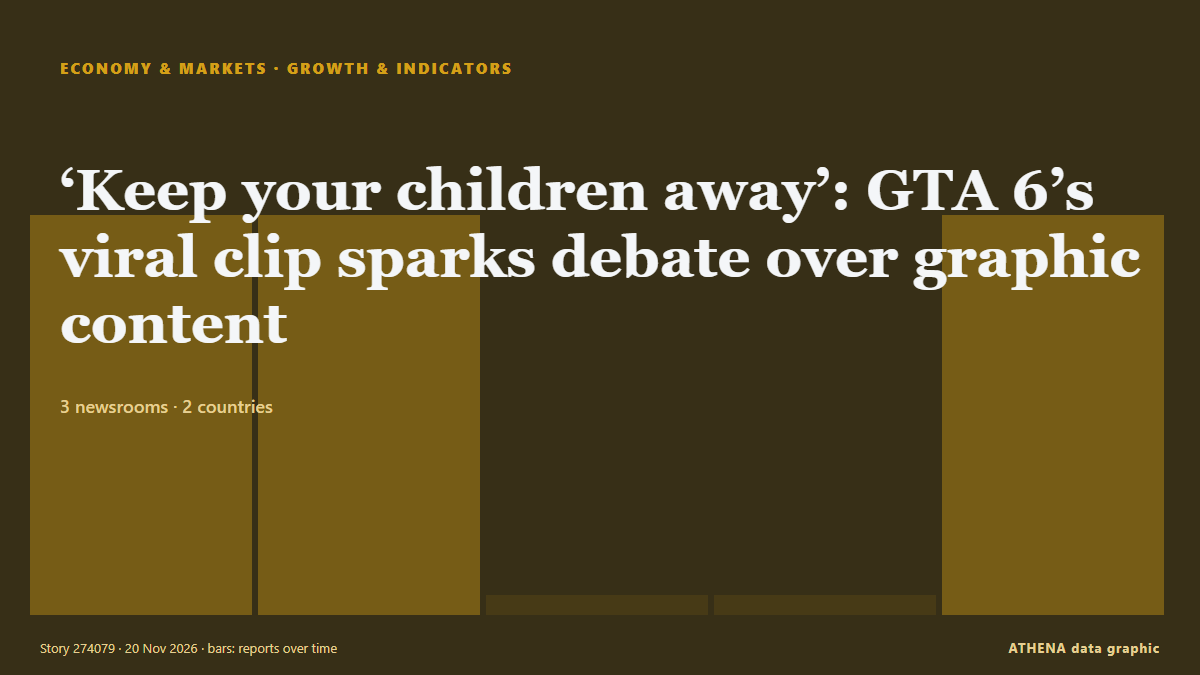 ECONOMY & MARKETS · GROWTH & INDICATORS
‘Keep your children away’: GTA 6’s
viral clip sparks debate over graphic
content
3 newsrooms · 2 countries
Story 274079 · 20 Nov 2026 · bars: reports over time
ATHENA data graphic